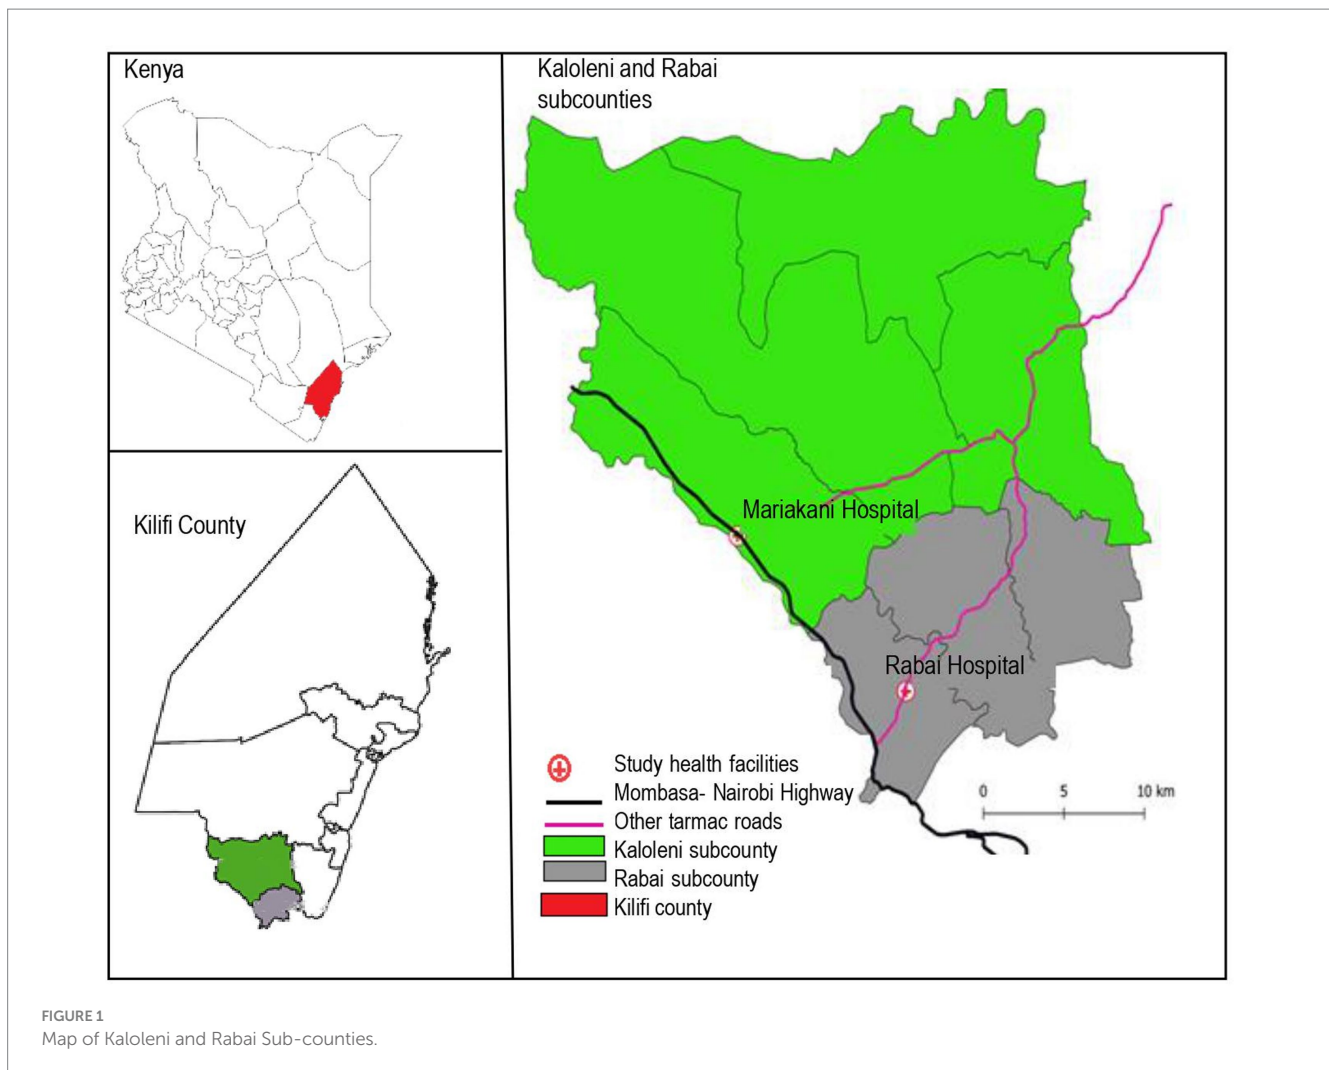 Kenya
Kaloleni and Rabai
subcounties
Kilifi County
Mariakani Hospital
Rabai Hospital
Study health facilities
Mombasa- Nairobi Highway
Other tarmac roads
Kaloleni subcounty
Rabai subcounty
Kilifi county
0 5 10 km
FIGURE 1
Map of Kaloleni and Rabai Sub-counties.